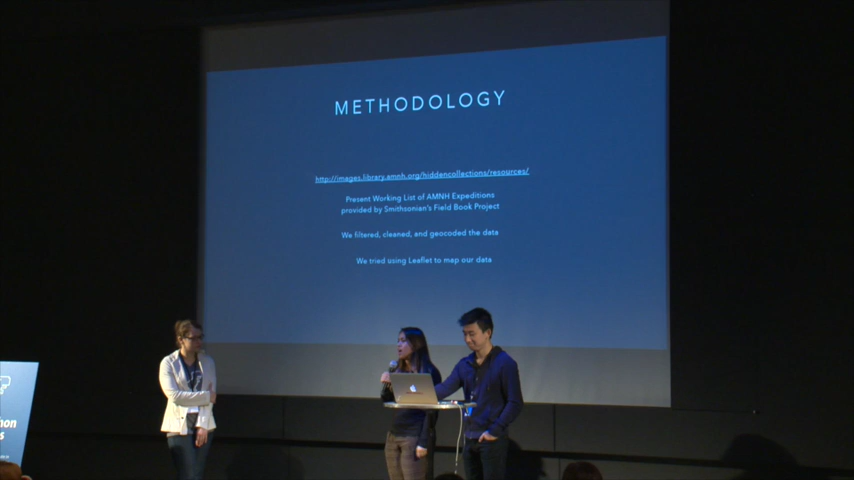 METHODOLOGY
http://images.library.amnh.org/hiddencollections/resources/
Present Working List of AMNH Expeditions
provided by Smithsonian's Field Book Project
We filtered, cleaned, and geocoded the data
We tried using Leaflet to map our data